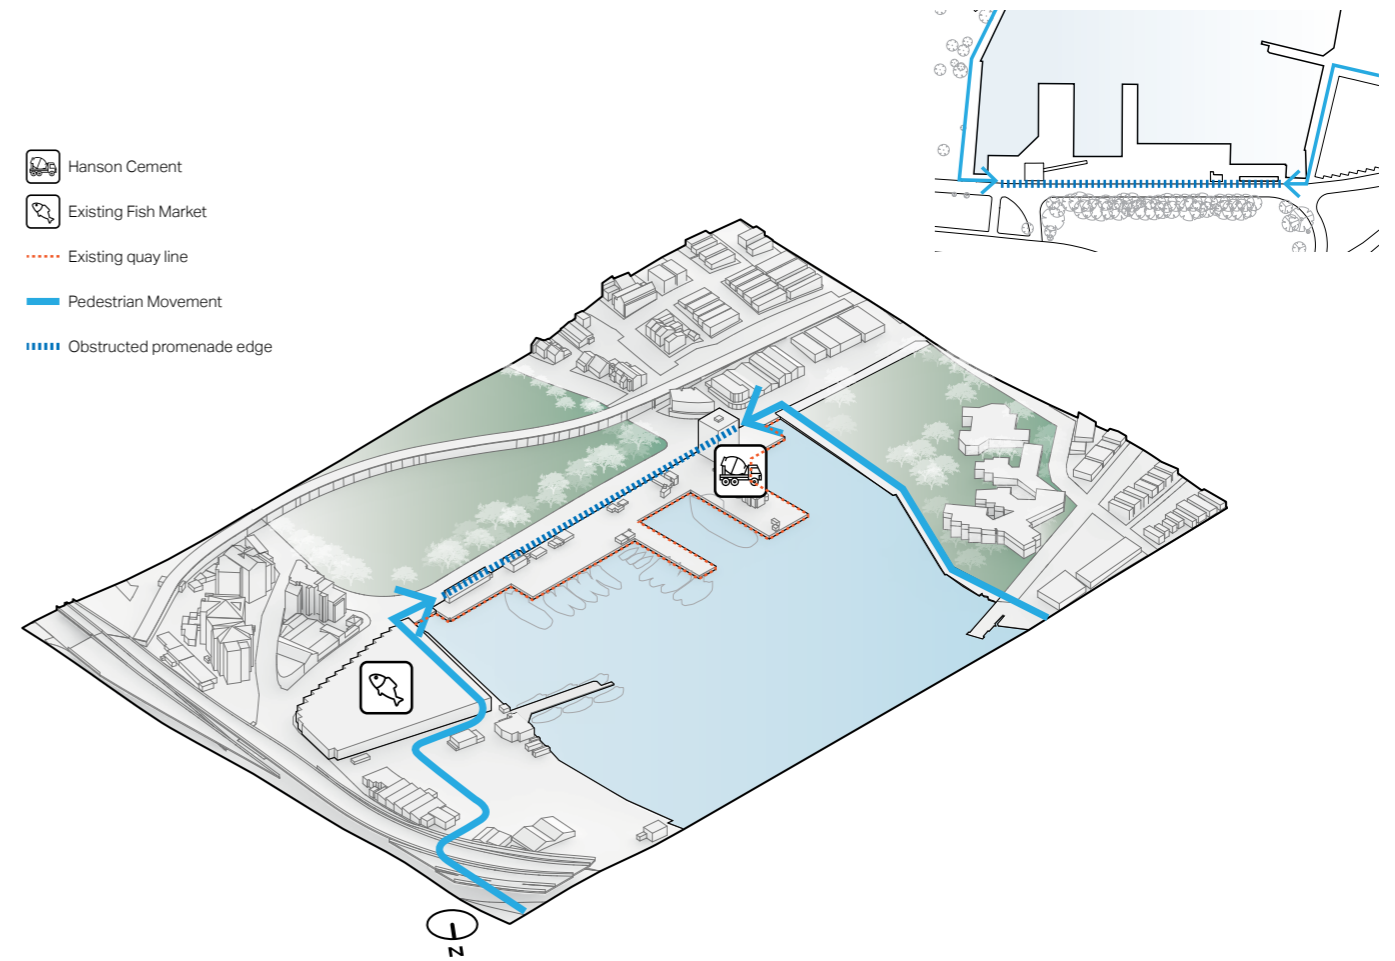 Hanson Cement
Existing Fish Market
Existing quay line
Pedestrian Movement
Obstructed promenade edge
N